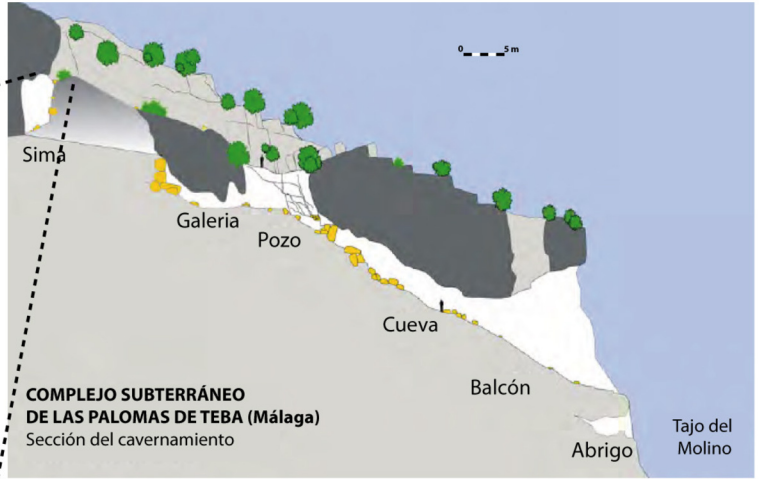 0 5 m
Sima
Galeria
Pozo
Cueva
Balcón
Abrigo
Tajo del
Molino
COMPLEJO SUBTERRÁNEO
DE LAS PALOMAS DE TEBA (Málaga)
Sección del cavernamiento